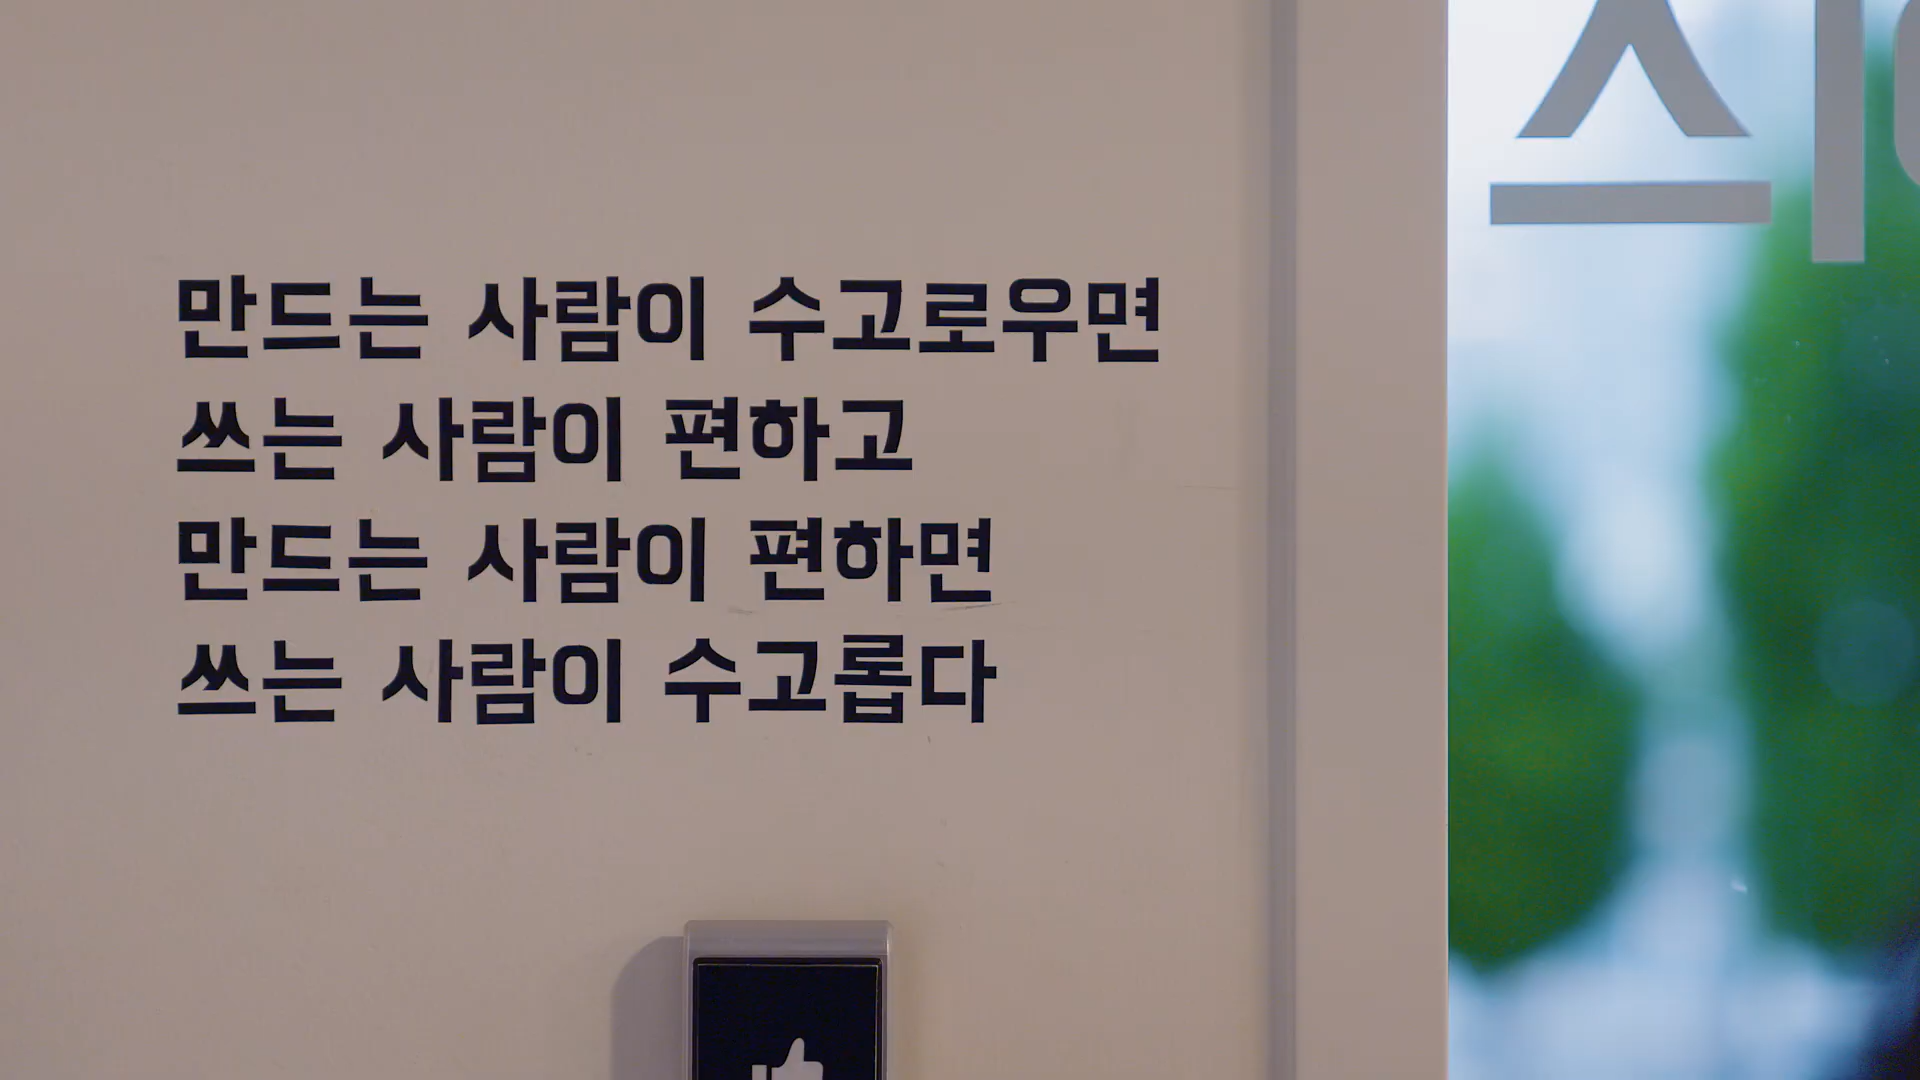 만드는 사람이 수고로우면
쓰는 사람이 편하고
만드는 사람이 편하면
쓰는 사람이 수고롭다